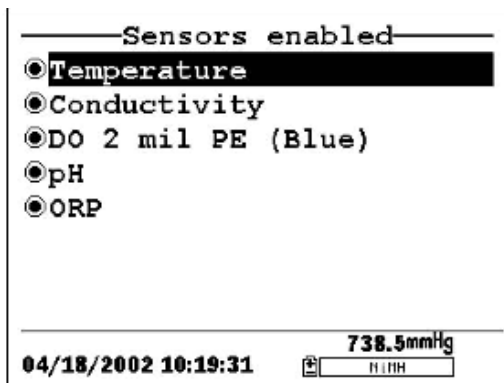 Sensors enabled
Temperature
Conductivity
DO 2 mil PE (Blue)
pH
ORP
738.5mmHg
04/18/2002 10:19:31
NiMH